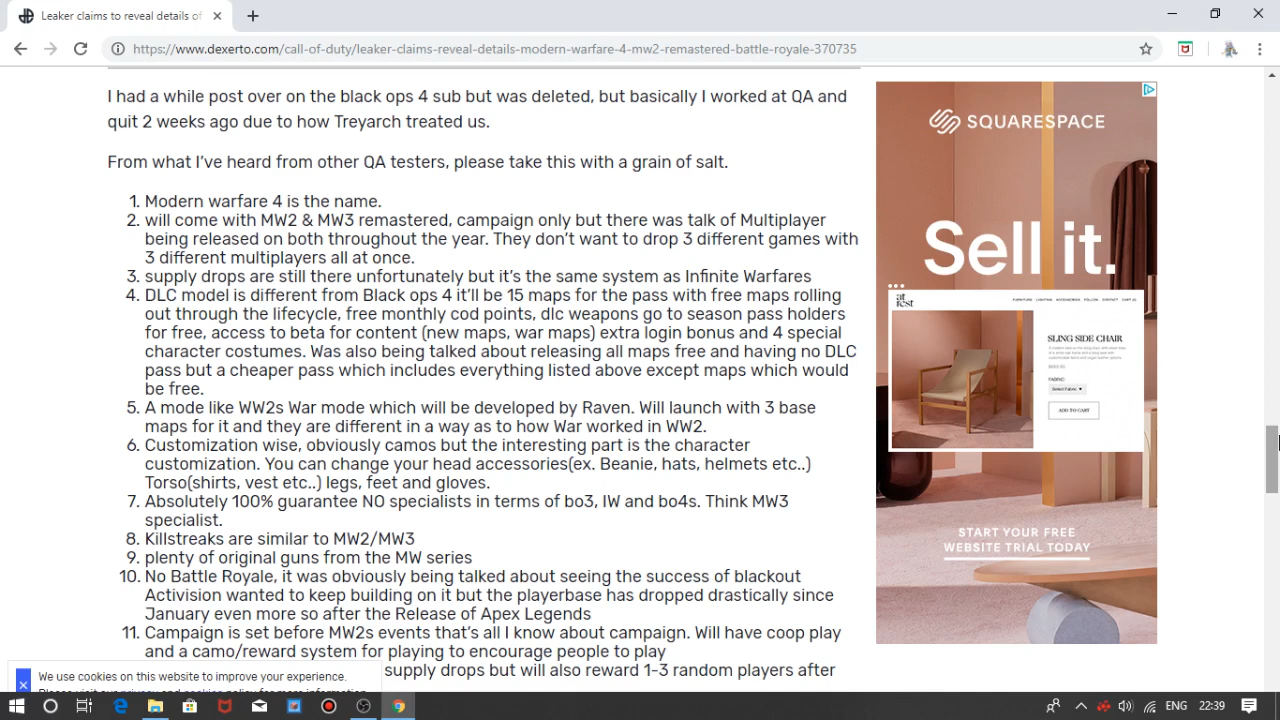 Leaker claims to reveal details of
https://www.dexerto.com/call-of-duty/leaker-claims-reveal-details-modern-warfare-4-mw2-remastered-battle-royale-370735
I had a while post over on the black ops 4 sub but was deleted, but basically I worked at QA and
quit 2 weeks ago due to how Treyarch treated us.
From what I've heard from other QA testers, please take this with a grain of salt.
1. Modern warfare 4 is the name.
2. will come with MW2 & MW3 remastered, campaign only but there was talk of Multiplayer
being released on both throughout the year. They don't want to drop 3 different games with
3 different multiplayers all at once.
3. supply drops are still there unfortunately but it's the same system as Infinite Warfares
4. DLC model is different from Black ops 4 it'll be 15 maps for the pass with free maps rolling
out through the lifecycle, free monthly cod points, dlc weapons go to season pass holders
for free, access to beta for content (new maps, war maps) extra login bonus and 4 special
character costumes. Was also being talked about releasing all maps free and having no DLC
pass but a cheaper pass which includes everything listed above except maps which would
be free.
5. A mode like WW2s War mode which will be developed by Raven. Will launch with 3 base
maps for it and they are different in a way as to how War worked in WW2.
6. Customization wise, obviously camos but the interesting part is the character
customization. You can change your head accessories(ex. Beanie, hats, helmets etc..)
Torso(shirts, vest etc..) legs, feet and gloves.
7. Absolutely 100% guarantee NO specialists in terms of bo3, IW and bo4s. Think MW3
specialist.
8. Killstreaks are similar to MW2/MW3
9. plenty of original guns from the MW series
10. No Battle Royale, it was obviously being talked about seeing the success of blackout
Activision wanted to keep building on it but the playerbase has dropped drastically since
January even more so after the Release of Apex Legends
11. Campaign is set before MW2s events that's all I know about campaign. Will have coop play
and a camo/reward system for playing to encourage people to play
supply drops but will also reward 1-3 random players after
We use cookies on this website to improve your experience.
SQUARESPACE
Sell it.
at rest
FURNITURE LIGHTING ACCESSORIES FOLLOW CONTACT CART (0)
SLING SIDE CHAIR
FABRIC:
Select Fabric
ADD TO CART
START YOUR FREE
WEBSITE TRIAL TODAY
ENG
22:39